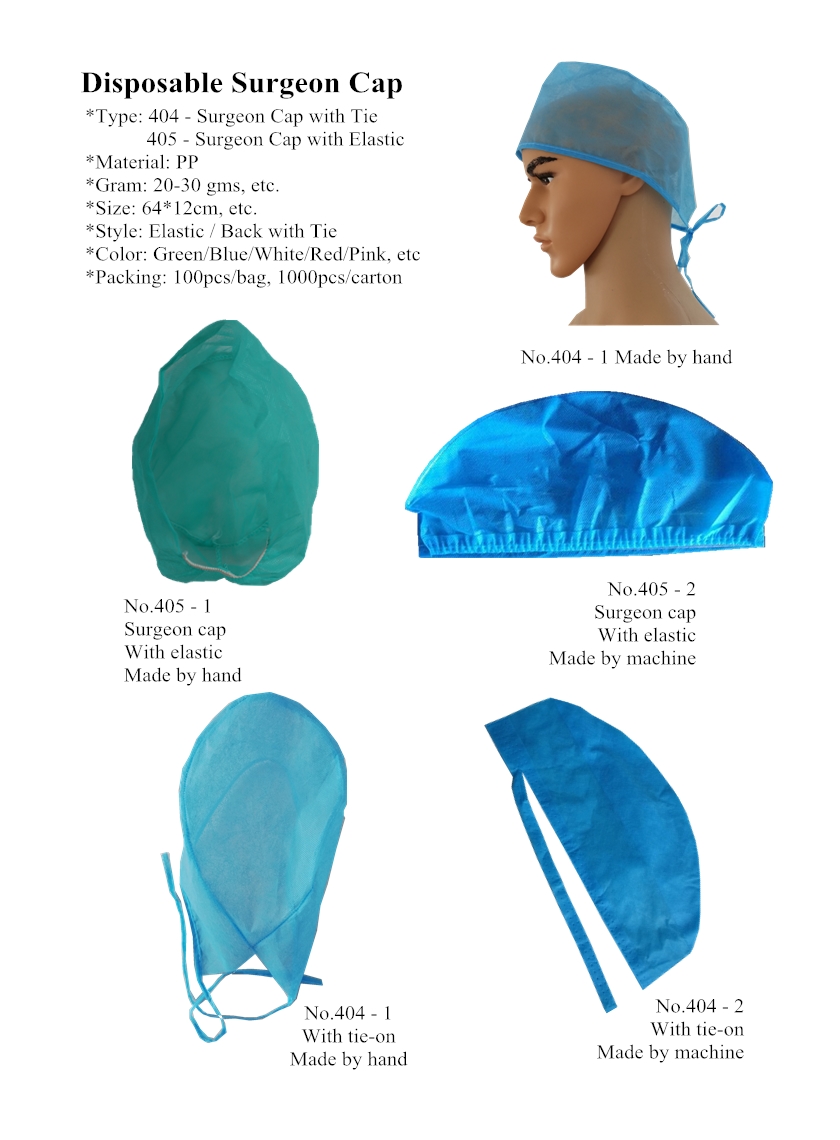 Disposable Surgeon Cap
*Type: 404 - Surgeon Cap with Tie
405 - Surgeon Cap with Elastic
*Material: PP
*Gram: 20-30 gms, etc.
*Size: 64*12cm, etc.
*Style: Elastic / Back with Tie
*Color: Green/Blue/White/Red/Pink, etc
*Packing: 100pcs/bag, 1000pcs/carton
No.404 - 1 Made by hand
No.405 - 1
Surgeon cap
With elastic
Made by hand
No.405 - 2
Surgeon cap
With elastic
Made by machine
No.404 - 1
With tie-on
Made by hand
No.404 - 2
With tie-on
Made by machine